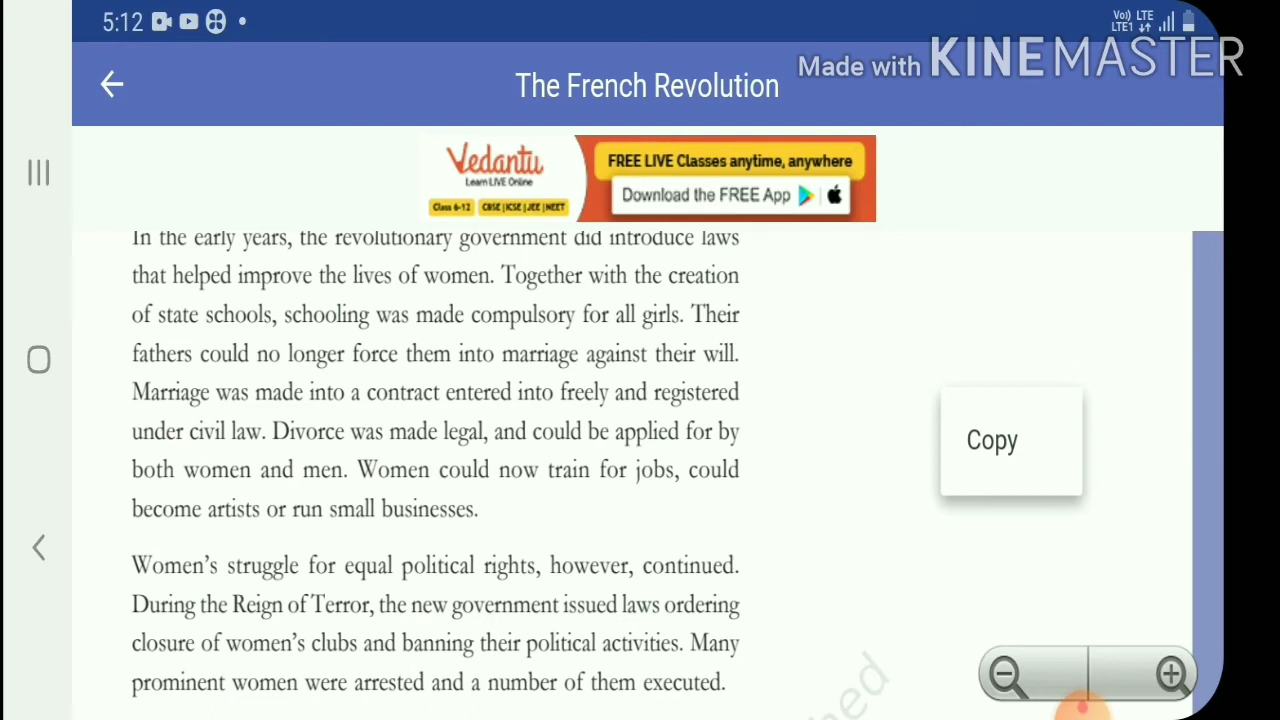 5:12
Vo) LTE
LTE1
Made with KINEMASTER
The French Revolution
Vedantu
Learn LIVE Online
Class 6-12 CBSE | ICSE | JEE | NEET
FREE LIVE Classes anytime, anywhere
Download the FREE App
In the early years, the revolutionary government did introduce laws
that helped improve the lives of women. Together with the creation
of state schools, schooling was made compulsory for all girls. Their
fathers could no longer force them into marriage against their will.
Marriage was made into a contract entered into freely and registered
under civil law. Divorce was made legal, and could be applied for by
both women and men. Women could now train for jobs, could
become artists or run small businesses.
Copy
Women's struggle for equal political rights, however, continued.
During the Reign of Terror, the new government issued laws ordering
closure of women's clubs and banning their political activities. Many
prominent women were arrested and a number of them executed.